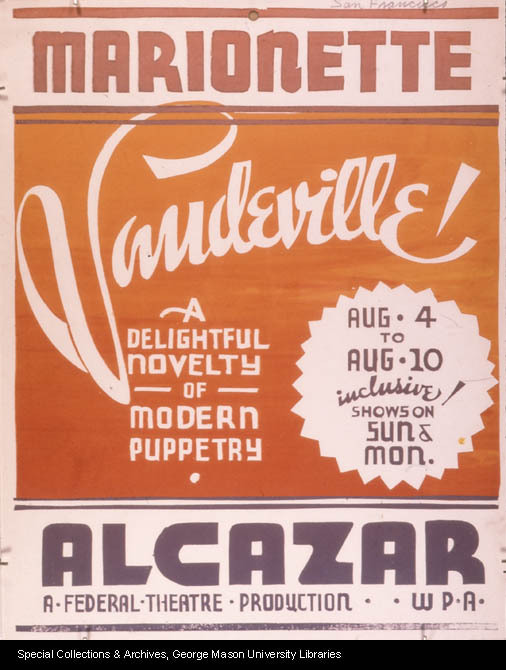 San Francisco
MARIONETTE
Vaudeville!
A
DELIGHTFUL
NOVELTY
— OF —
MODERN
PUPPETRY
AUG • 4
TO
AUG • 10
inclusive!
SHOWS ON
SUN &
MON.
ALCAZAR
A • FEDERAL • THEATRE • PRODUCTION • • W P • A •
Special Collections & Archives, George Mason University Libraries